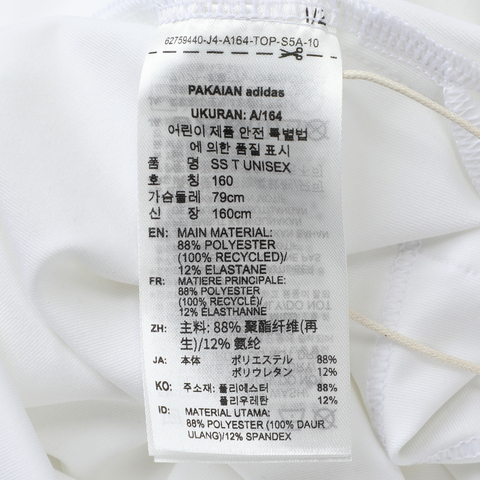 1/2
62759440-J4-A164-TOP-S5A-10
PAKAIAN adidas
UKURAN: A/164
어린이 제품 안전 특별법
에 의한 품질 표시
품 명 SS T UNISEX
호 칭 160
가슴둘레 79cm
신 장 160cm
EN: MAIN MATERIAL:
88% POLYESTER
(100% RECYCLED)/
12% ELASTANE
FR: MATIERE PRINCIPALE:
88% POLYESTER
(100% RECYCLÉ)/
12% ÉLASTHANNE
ZH: 主料: 88% 聚酯纤维(再
生)/12% 氨纶
JA: 本体 ポリエステル 88%
ポリウレタン 12%
KO: 주소재: 폴리에스터 88%
폴리우레탄 12%
ID: MATERIAL UTAMA:
88% POLYESTER (100% DAUR
ULANG)/12% SPANDEX